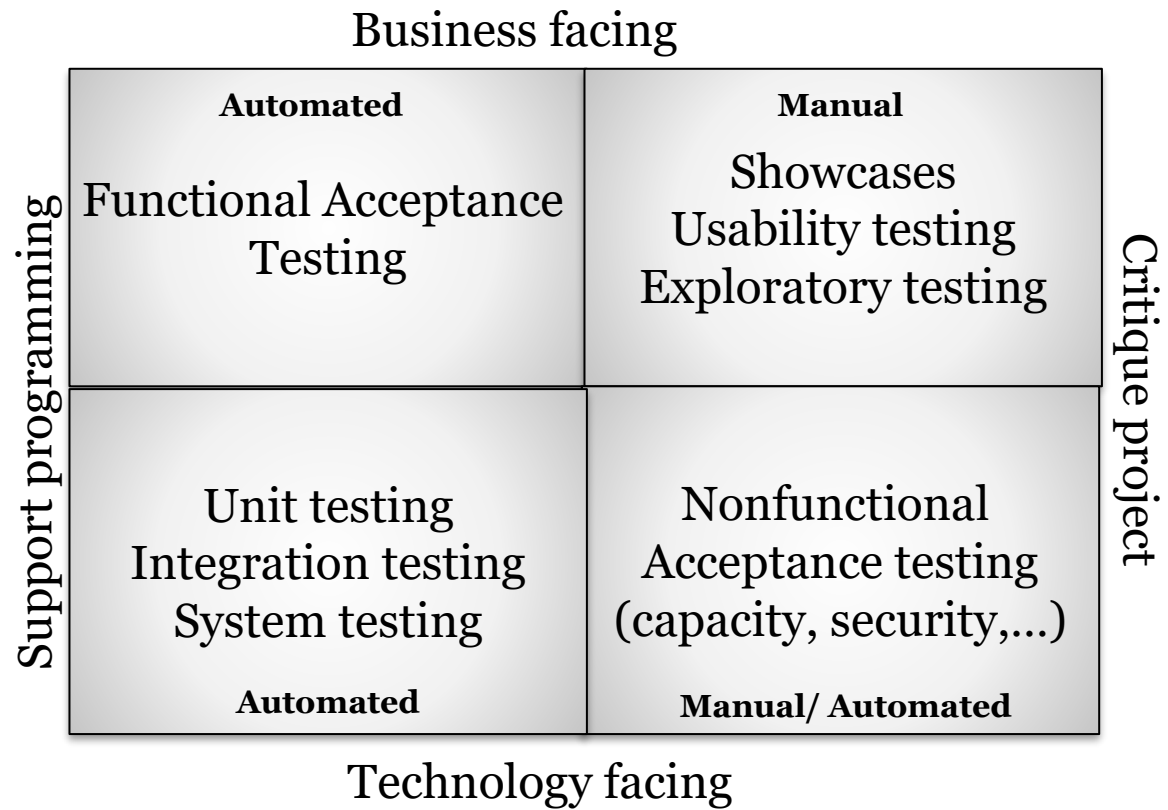 Business facing
Automated
Functional Acceptance
Testing
Manual
Showcases
Usability testing
Exploratory testing
Support programming
Critique project
Unit testing
Integration testing
System testing
Automated
Nonfunctional
Acceptance testing
(capacity, security,...)
Manual/ Automated
Technology facing